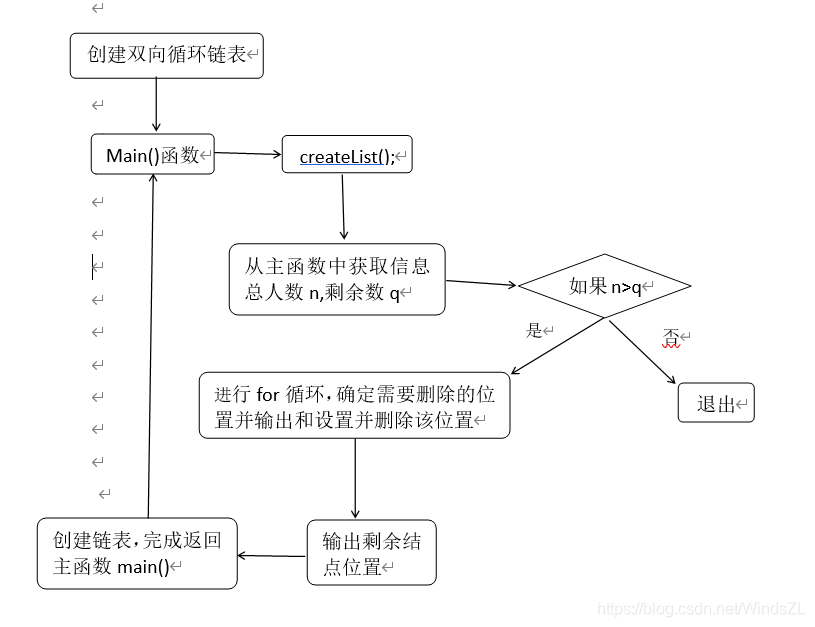 创建双向循环链表
Main()函数
createList();
从主函数中获取信息
总人数 n,剩余数 q
如果 n>q
是
否
进行 for 循环，确定需要删除的位
置并输出和设置并删除该位置
退出
创建链表，完成返回
主函数 main()
输出剩余结
点位置
https://blog.csdn.net/WindsZL